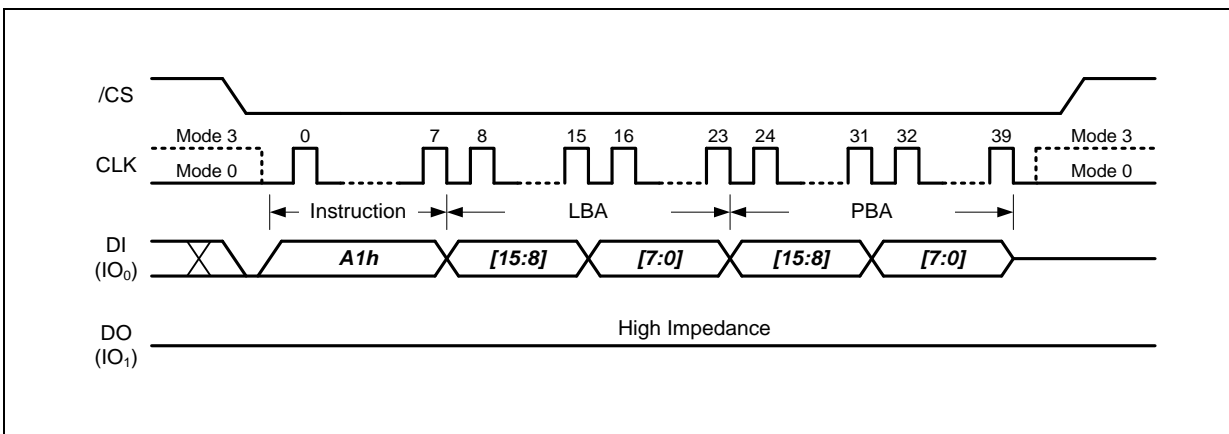 /CS
Mode 3 0 7 8 15 16 23 24 31 32 39 Mode 3
CLK
Mode 0 Mode 0
Instruction LBA PBA
DI
(IO₀)
A1h [15:8] [7:0] [15:8] [7:0]
High Impedance
DO
(IO₁)